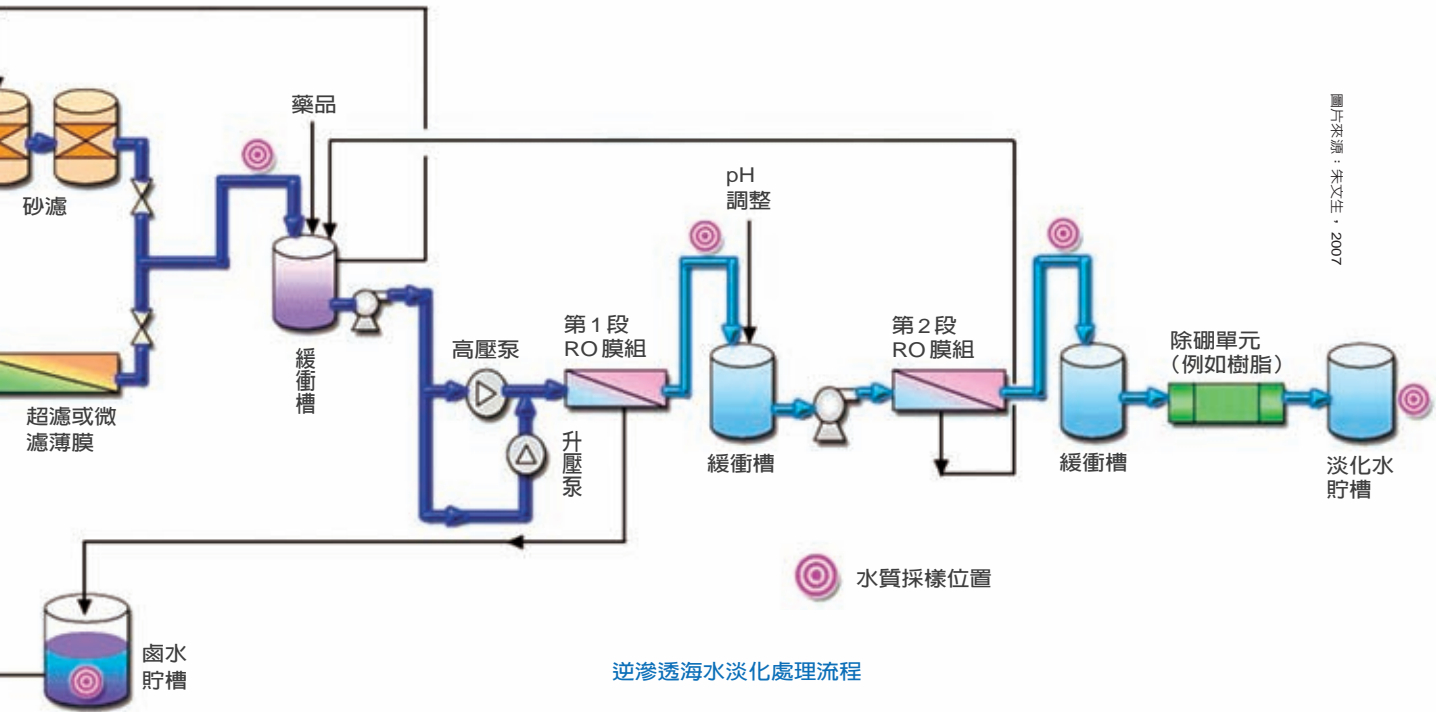 藥品
砂濾
pH
調整
圖片來源：朱文生，2007
緩衝槽
高壓泵
第1段
RO膜組
第2段
RO膜組
除硼單元
（例如樹脂）
超濾或微
濾薄膜
升壓泵
緩衝槽
緩衝槽
淡化水
貯槽
水質採樣位置
鹵水
貯槽
逆滲透海水淡化處理流程